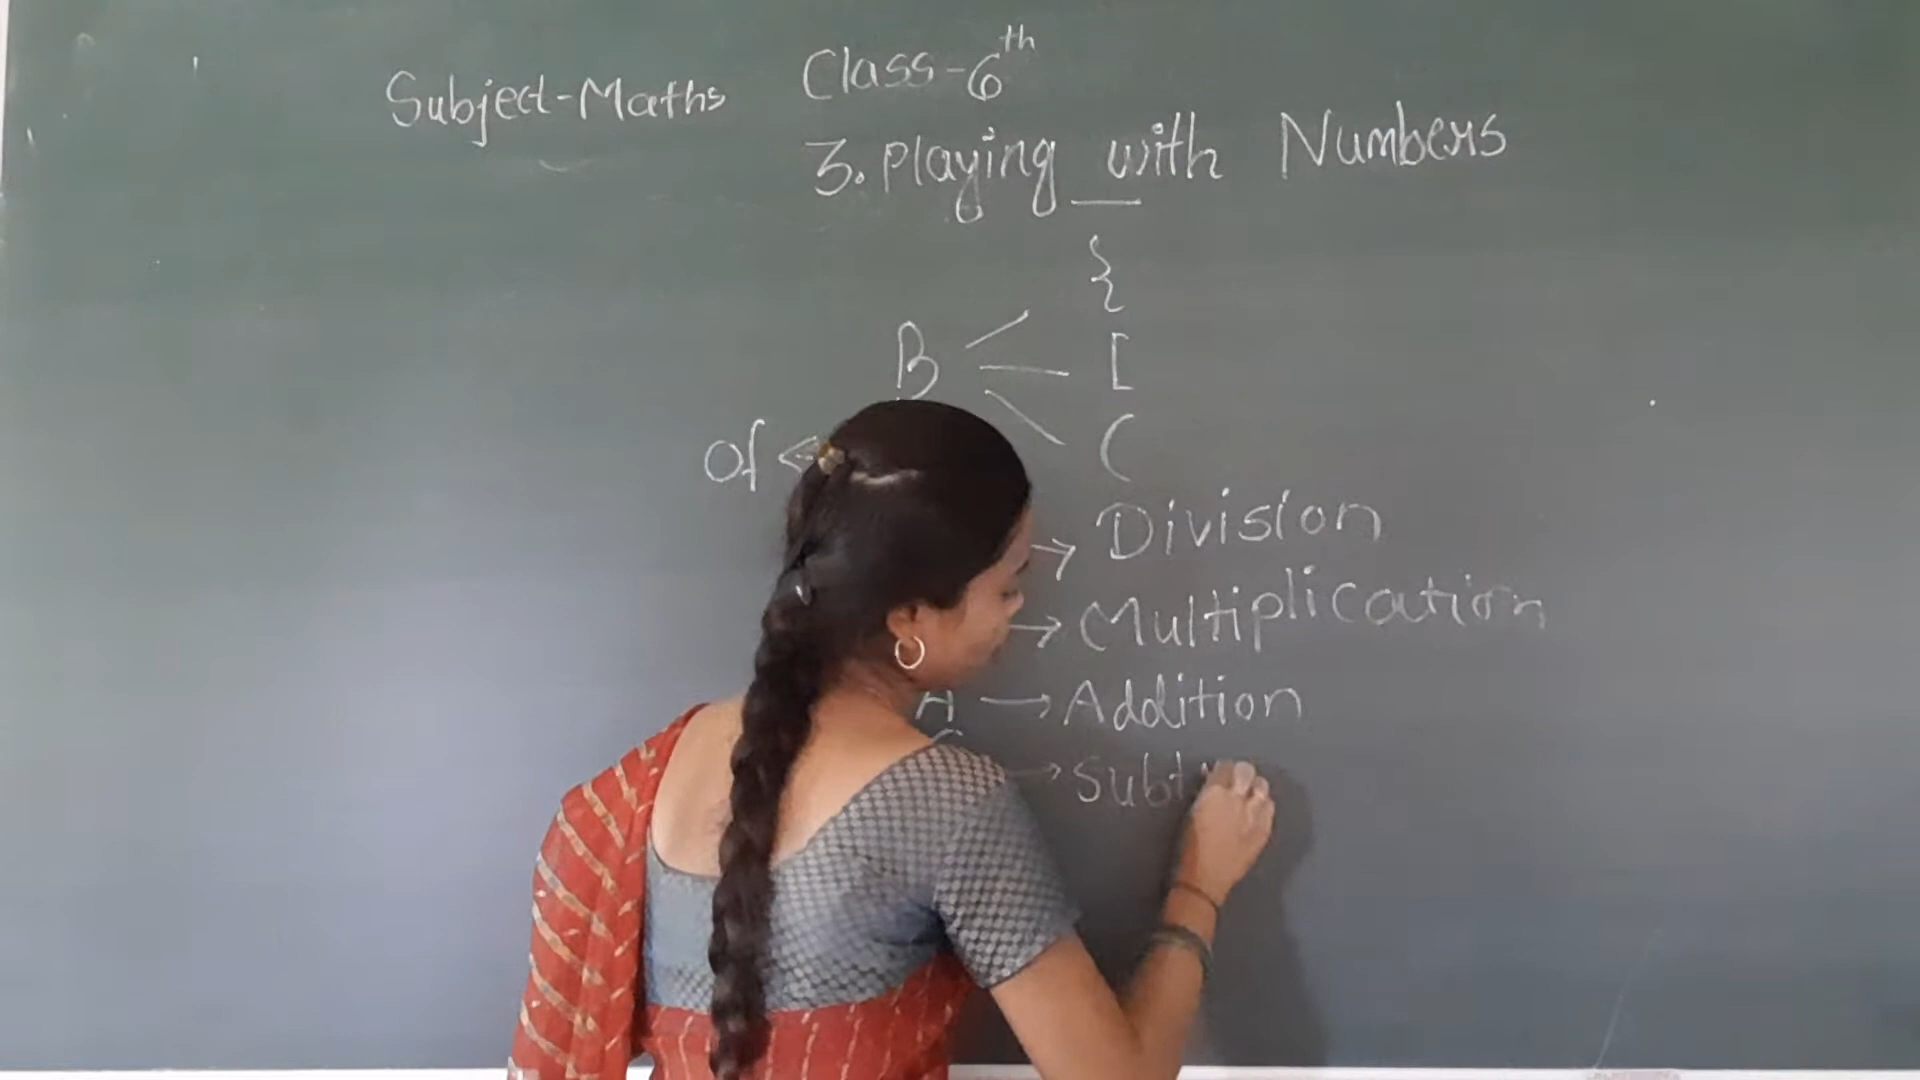 Subject-Maths Class-6th
3. Playing with Numbers
{
B [
(
Of <
→ Division
→ Multiplication
A → Addition
→ Subt